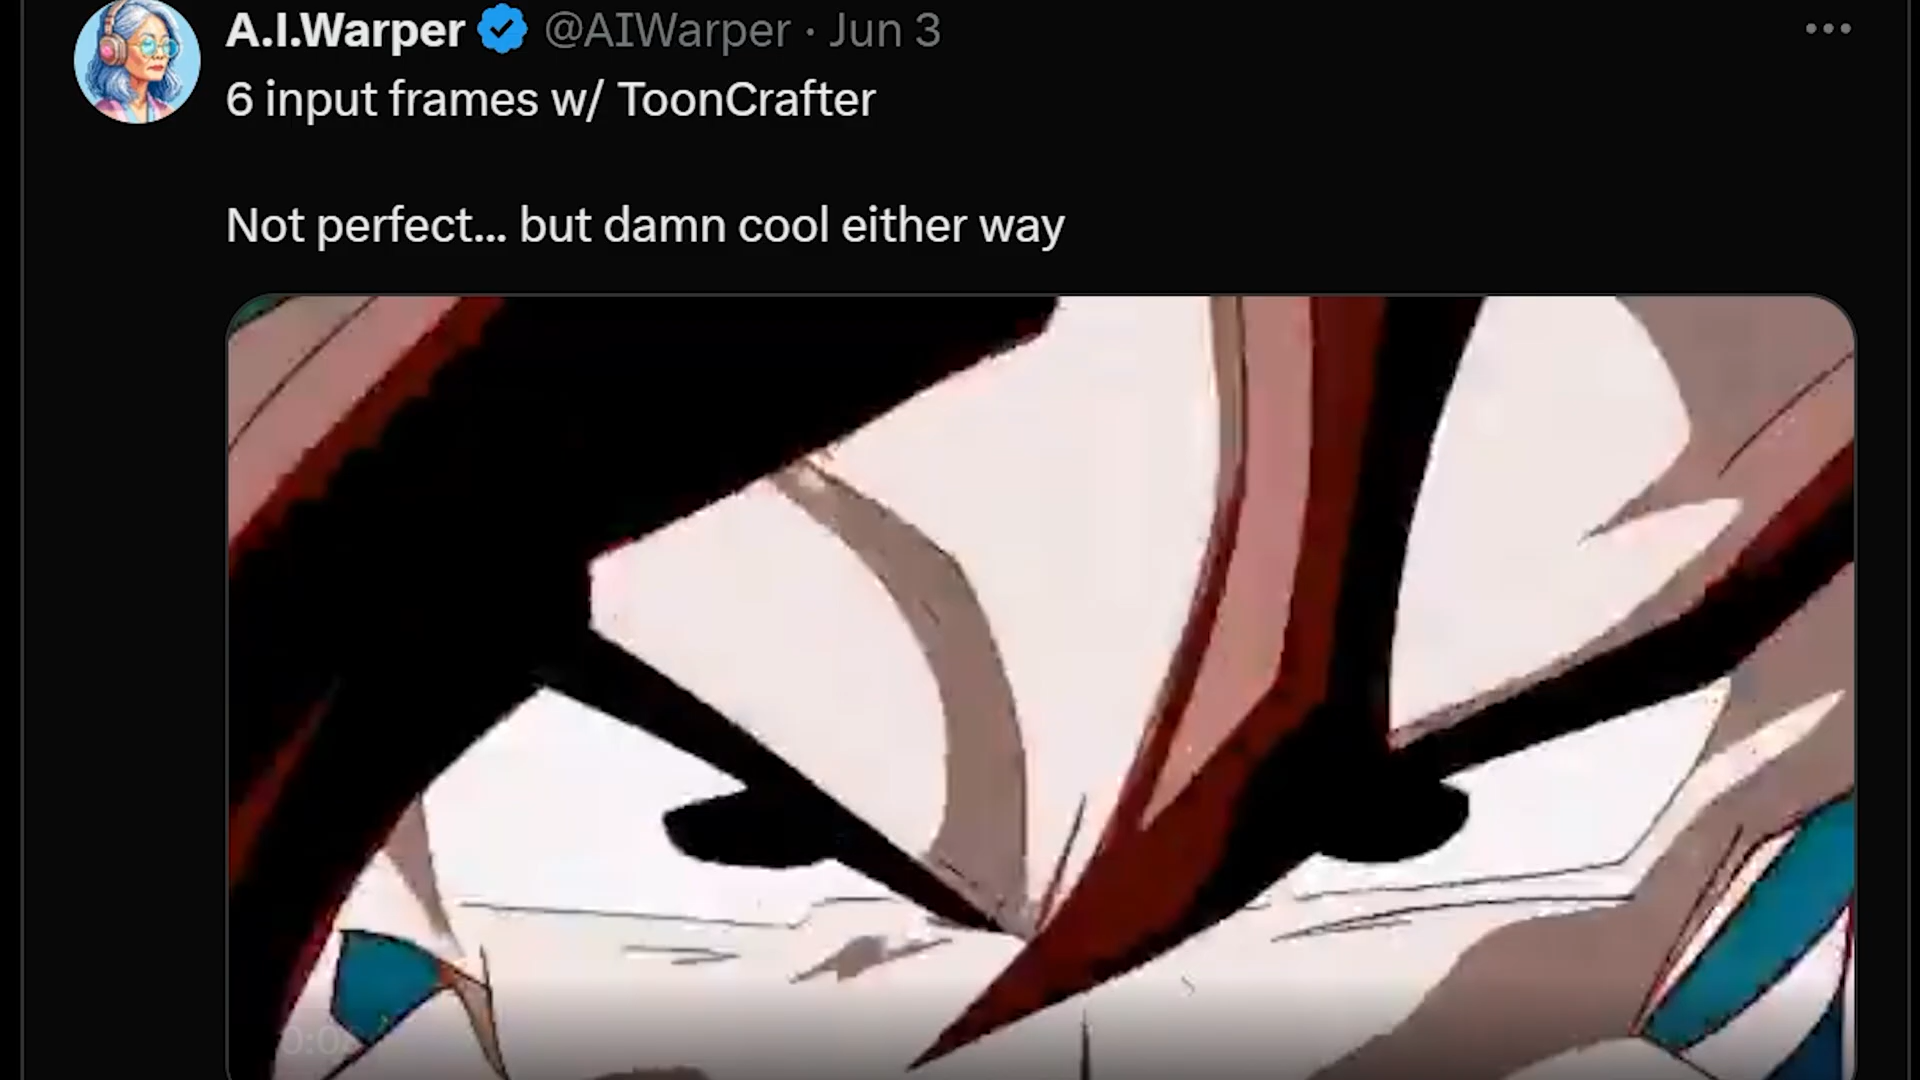 A.I.Warper @AIWarper · Jun 3
6 input frames w/ ToonCrafter
Not perfect... but damn cool either way